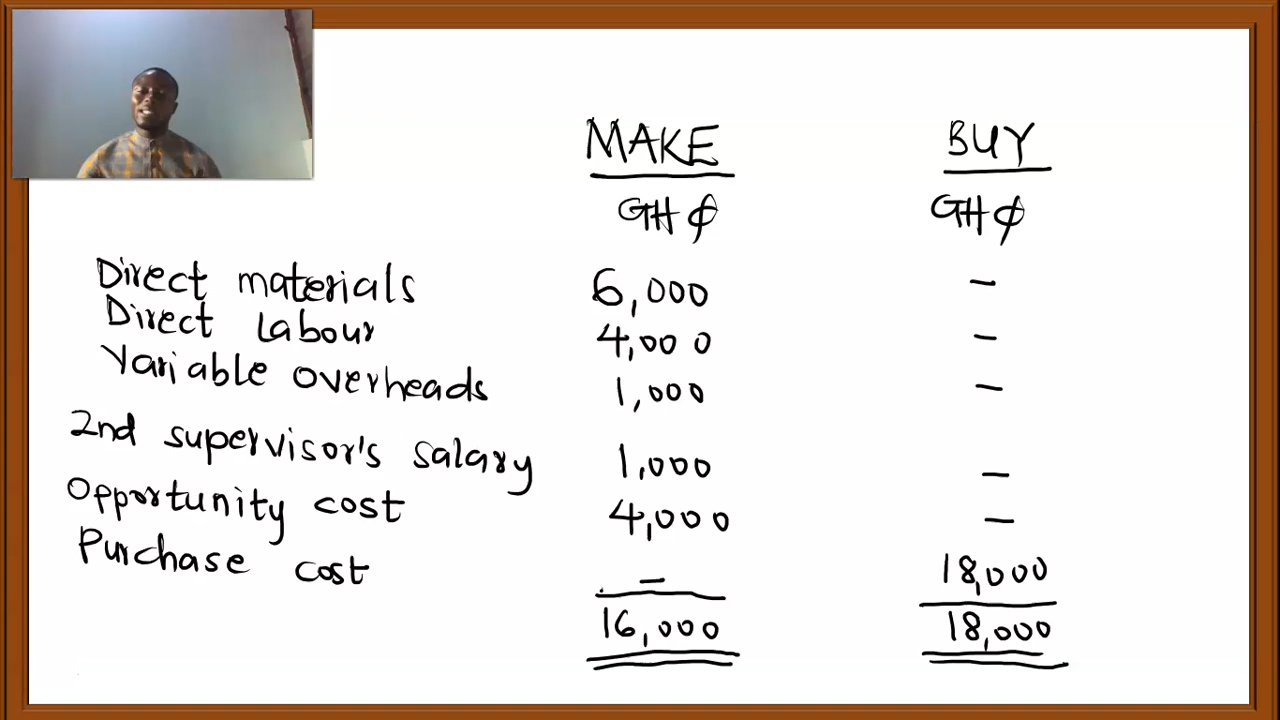 MAKE BUY
GH₵ GH₵
Direct materials 6,000 -
Direct Labour 4,000 -
Variable overheads 1,000 -
2nd supervisor's salary 1,000 -
Opportunity cost 4,000 -
Purchase cost - 18,000
16,000 18,000